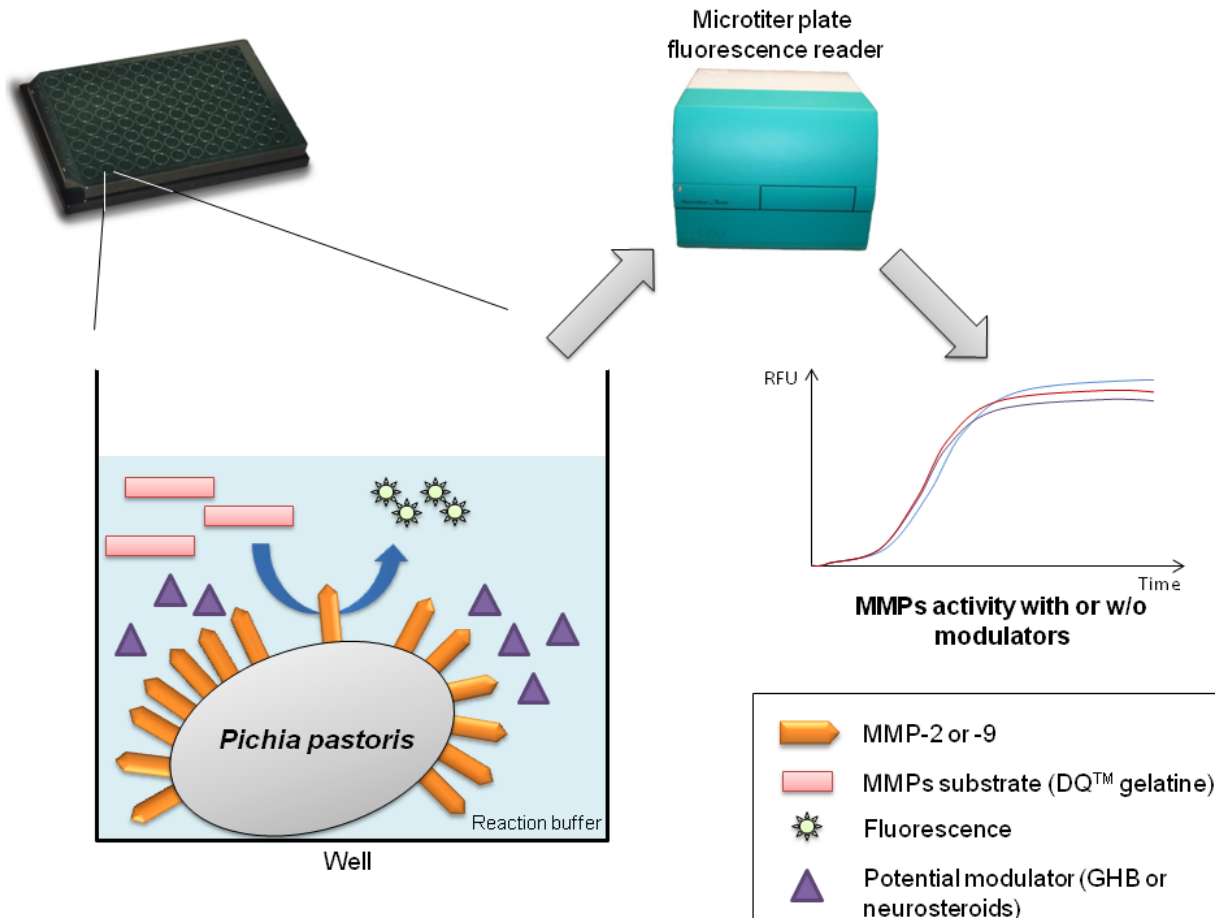 Microtiter plate
fluorescence reader
RFU
Time
MMPs activity with or w/o
modulators
Pichia pastoris
Reaction buffer
Well
MMP-2 or -9
MMPs substrate (DQ™ gelatine)
Fluorescence
Potential modulator (GHB or
neurosteroids)